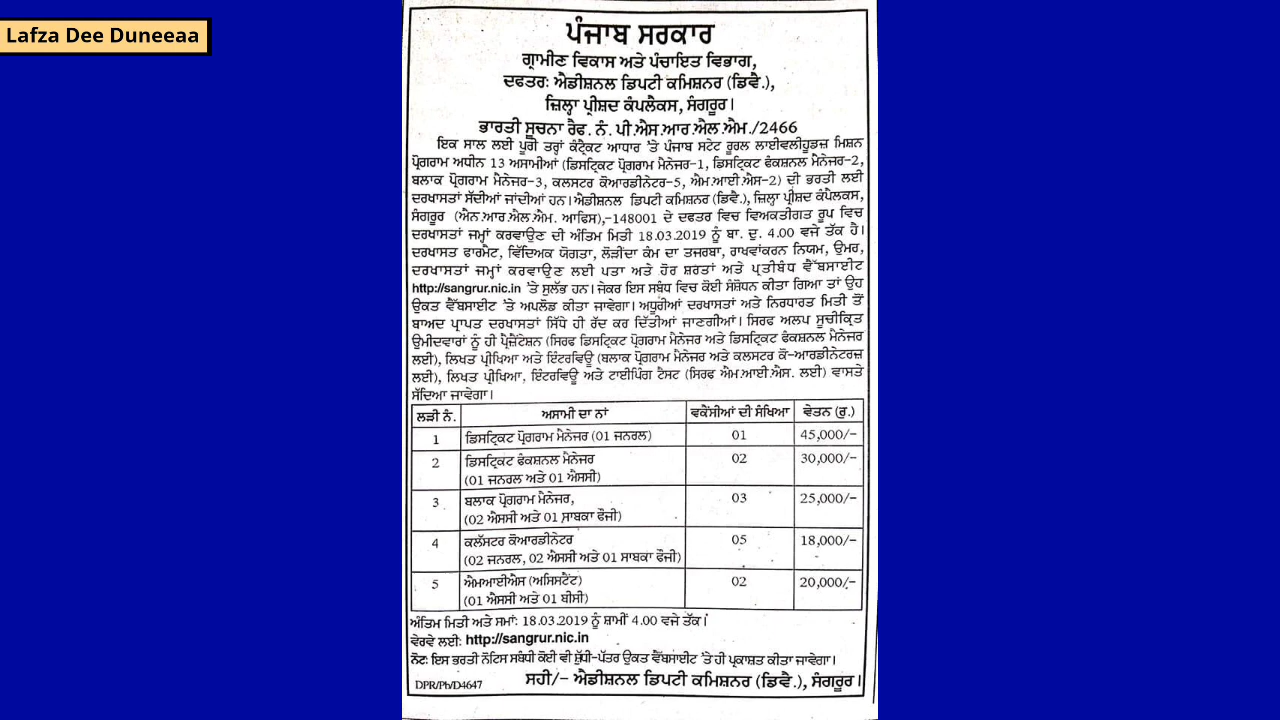 Lafza Dee Duneeaa
ਪੰਜਾਬ ਸਰਕਾਰ
ਗ੍ਰਾਮੀਣ ਵਿਕਾਸ ਅਤੇ ਪੰਚਾਇਤ ਵਿਭਾਗ,
ਦਫਤਰ: ਐਡੀਸ਼ਨਲ ਡਿਪਟੀ ਕਮਿਸ਼ਨਰ (ਡਿਵੈ.),
ਜ਼ਿਲ੍ਹਾ ਪ੍ਰੀਸ਼ਦ ਕੰਪਲੈਕਸ, ਸੰਗਰੂਰ।
ਭਾਰਤੀ ਸੂਚਨਾ ਰੈਫ. ਨੰ. ਪੀ.ਐਸ.ਆਰ.ਐਲ.ਐਮ./2466
ਇਕ ਸਾਲ ਲਈ ਪੂਰੀ ਤਰ੍ਹਾਂ ਕੰਟ੍ਰੈਕਟ ਆਧਾਰ 'ਤੇ ਪੰਜਾਬ ਸਟੇਟ ਰੂਰਲ ਲਾਈਵਲੀਹੂਡਜ਼ ਮਿਸ਼ਨ
ਪ੍ਰੋਗਰਾਮ ਅਧੀਨ 13 ਅਸਾਮੀਆਂ (ਡਿਸਟ੍ਰਿਕਟ ਪ੍ਰੋਗਰਾਮ ਮੈਨੇਜਰ-1, ਡਿਸਟ੍ਰਿਕਟ ਫੰਕਸ਼ਨਲ ਮੈਨੇਜਰ-2,
ਬਲਾਕ ਪ੍ਰੋਗਰਾਮ ਮੈਨੇਜਰ-3, ਕਲਸਟਰ ਕੋਆਰਡੀਨੇਟਰ-5, ਐਮ.ਆਈ.ਐਸ-2) ਦੀ ਭਰਤੀ ਲਈ
ਦਰਖਾਸਤਾਂ ਸੱਦੀਆਂ ਜਾਂਦੀਆਂ ਹਨ। ਐਡੀਸ਼ਨਲ ਡਿਪਟੀ ਕਮਿਸ਼ਨਰ (ਡਿਵੈ.), ਜ਼ਿਲ੍ਹਾ ਪ੍ਰੀਸ਼ਦ ਕੰਪੈਲਕਸ,
ਸੰਗਰੂਰ (ਐਨ.ਆਰ.ਐਲ.ਐਮ. ਆਫਿਸ),-148001 ਦੇ ਦਫਤਰ ਵਿਚ ਵਿਅਕਤੀਗਤ ਰੂਪ ਵਿਚ
ਦਰਖਾਸਤਾਂ ਜਮ੍ਹਾਂ ਕਰਵਾਉਣ ਦੀ ਅੰਤਿਮ ਮਿਤੀ 18.03.2019 ਨੂੰ ਬਾ. ਦੁ. 4.00 ਵਜੇ ਤੱਕ ਹੈ।
ਦਰਖਾਸਤ ਫਾਰਮੈਟ, ਵਿੱਦਿਅਕ ਯੋਗਤਾ, ਲੋੜੀਂਦਾ ਕੰਮ ਦਾ ਤਜਰਬਾ, ਰਾਖਵਾਂਕਰਨ ਨਿਯਮ, ਉਮਰ,
ਦਰਖਾਸਤਾਂ ਜਮ੍ਹਾਂ ਕਰਵਾਉਣ ਲਈ ਪਤਾ ਅਤੇ ਹੋਰ ਸ਼ਰਤਾਂ ਅਤੇ ਪ੍ਰਤੀਬੰਧ ਵੈੱਬਸਾਈਟ
http://sangrur.nic.in 'ਤੇ ਸੁਲੱਭ ਹਨ। ਜੇਕਰ ਇਸ ਸਬੰਧ ਵਿਚ ਕੋਈ ਸੰਸ਼ੋਧਨ ਕੀਤਾ ਗਿਆ ਤਾਂ ਉਹ
ਉਕਤ ਵੈੱਬਸਾਈਟ 'ਤੇ ਅਪਲੋਡ ਕੀਤਾ ਜਾਵੇਗਾ। ਅਧੂਰੀਆਂ ਦਰਖਾਸਤਾਂ ਅਤੇ ਨਿਰਧਾਰਤ ਮਿਤੀ ਤੋਂ
ਬਾਅਦ ਪ੍ਰਾਪਤ ਦਰਖਾਸਤਾਂ ਸਿੱਧੇ ਹੀ ਰੱਦ ਕਰ ਦਿੱਤੀਆਂ ਜਾਣਗੀਆਂ। ਸਿਰਫ ਅਲਪ ਸੂਚੀਕ੍ਰਿਤ
ਉਮੀਦਵਾਰਾਂ ਨੂੰ ਹੀ ਪ੍ਰੈਜ਼ੈਂਟੇਸ਼ਨ (ਸਿਰਫ ਡਿਸਟ੍ਰਿਕਟ ਪ੍ਰੋਗਰਾਮ ਮੈਨੇਜਰ ਅਤੇ ਡਿਸਟ੍ਰਿਕਟ ਫੰਕਸ਼ਨਲ ਮੈਨੇਜਰ
ਲਈ), ਲਿਖਤ ਪ੍ਰੀਖਿਆ ਅਤੇ ਇੰਟਰਵਿਊ (ਬਲਾਕ ਪ੍ਰੋਗਰਾਮ ਮੈਨੇਜਰ ਅਤੇ ਕਲਸਟਰ ਕੋ-ਆਰਡੀਨੇਟਰਜ਼
ਲਈ), ਲਿਖਤ ਪ੍ਰੀਖਿਆ, ਇੰਟਰਵਿਊ ਅਤੇ ਟਾਈਪਿੰਗ ਟੈਸਟ (ਸਿਰਫ ਐਮ.ਆਈ.ਐਸ. ਲਈ) ਵਾਸਤੇ
ਸੱਦਿਆ ਜਾਵੇਗਾ।
ਲੜੀ ਨੰ. ਅਸਾਮੀ ਦਾ ਨਾਂ ਵਕੈਂਸੀਆਂ ਦੀ ਸੰਖਿਆ ਵੇਤਨ (ਰੁ.)
1 ਡਿਸਟ੍ਰਿਕਟ ਪ੍ਰੋਗਰਾਮ ਮੈਨੇਜਰ (01 ਜਨਰਲ) 01 45,000/-
2 ਡਿਸਟ੍ਰਿਕਟ ਫੰਕਸ਼ਨਲ ਮੈਨੇਜਰ 02 30,000/-
(01 ਜਨਰਲ ਅਤੇ 01 ਐਸਸੀ)
3 ਬਲਾਕ ਪ੍ਰੋਗਰਾਮ ਮੈਨੇਜਰ, 03 25,000/-
(02 ਐਸਸੀ ਅਤੇ 01 ਸਾਬਕਾ ਫੌਜੀ)
4 ਕਲੱਸਟਰ ਕੋਆਰਡੀਨੇਟਰ 05 18,000/-
(02 ਜਨਰਲ, 02 ਐਸਸੀ ਅਤੇ 01 ਸਾਬਕਾ ਫੌਜੀ)
5 ਐਮਆਈਐਸ (ਅਸਿਸਟੈਂਟ) 02 20,000/-
(01 ਐਸਸੀ ਅਤੇ 01 ਬੀਸੀ)
ਅੰਤਿਮ ਮਿਤੀ ਅਤੇ ਸਮਾਂ: 18.03.2019 ਨੂੰ ਸ਼ਾਮੀਂ 4.00 ਵਜੇ ਤੱਕ।
ਵੇਰਵੇ ਲਈ: http://sangrur.nic.in
ਨੋਟ: ਇਸ ਭਰਤੀ ਨੋਟਿਸ ਸਬੰਧੀ ਕੋਈ ਵੀ ਸ਼ੁੱਧੀ-ਪੱਤਰ ਉਕਤ ਵੈੱਬਸਾਈਟ 'ਤੇ ਹੀ ਪ੍ਰਕਾਸ਼ਤ ਕੀਤਾ ਜਾਵੇਗਾ।
DPR/Pb/D4647 ਸਹੀ/- ਐਡੀਸ਼ਨਲ ਡਿਪਟੀ ਕਮਿਸ਼ਨਰ (ਡਿਵੈ.), ਸੰਗਰੂਰ।